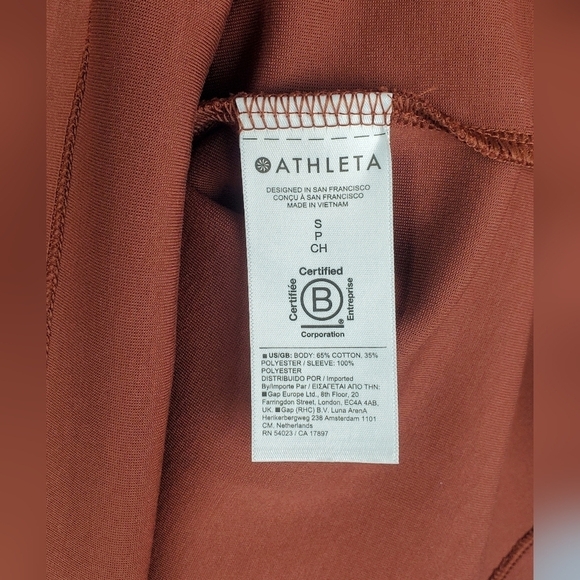 ATHLETA
DESIGNED IN SAN FRANCISCO
CONÇU À SAN FRANCISCO
MADE IN VIETNAM
S
P
CH
Certified
Certifiée
B
Entreprise
®
Corporation
■ US/GB: BODY: 65% COTTON, 35%
POLYESTER / SLEEVE: 100%
POLYESTER
DISTRIBUIDO POR / Imported
By/Importe Par / ΕΙΣΑΓΕΤΑΙ ΑΠΟ ΤΗΝ:
■ Gap Europe Ltd., 8th Floor, 20
Farringdon Street, London, EC4A 4AB,
UK. ■ Gap (RHC) B.V. Luna ArenA
Herikerbergweg 238 Amsterdam 1101
CM, Netherlands
RN 54023 / CA 17897